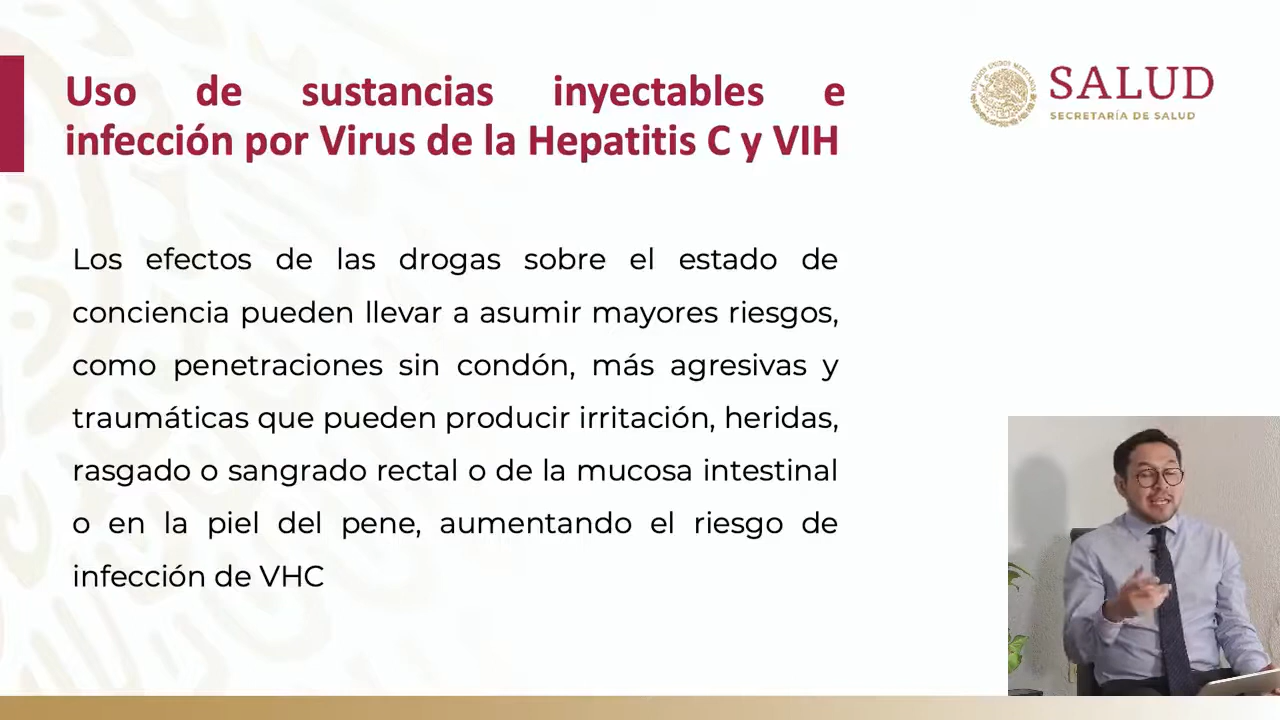 Uso de sustancias inyectables e
infección por Virus de la Hepatitis C y VIH
SALUD
SECRETARÍA DE SALUD
Los efectos de las drogas sobre el estado de
conciencia pueden llevar a asumir mayores riesgos,
como penetraciones sin condón, más agresivas y
traumáticas que pueden producir irritación, heridas,
rasgado o sangrado rectal o de la mucosa intestinal
o en la piel del pene, aumentando el riesgo de
infección de VHC